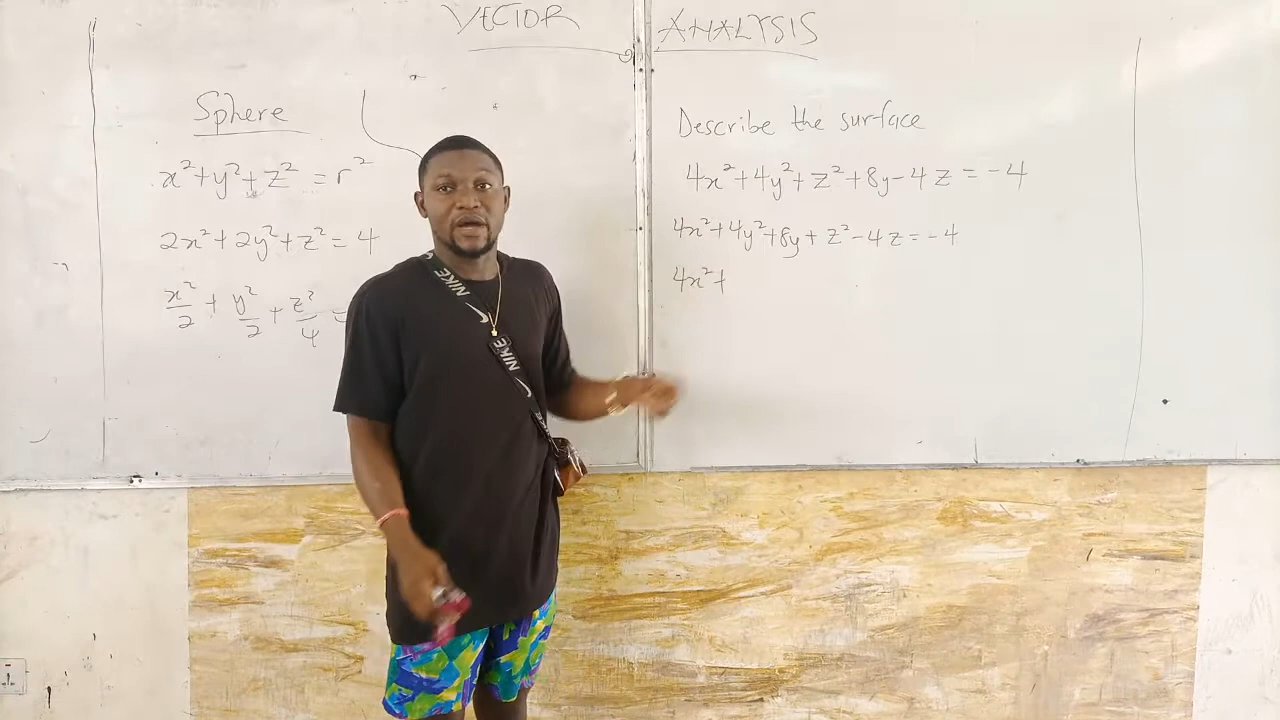 VECTOR ANALYSIS
Sphere
x²+y²+z² = r²
2x²+2y²+z² = 4
x²/2 + y²/2 + z²/4 =
Describe the surface
4x²+4y²+z²+8y-4z = -4
4x²+4y²+8y+z²-4z = -4
4x²+
NIKE
NIKE